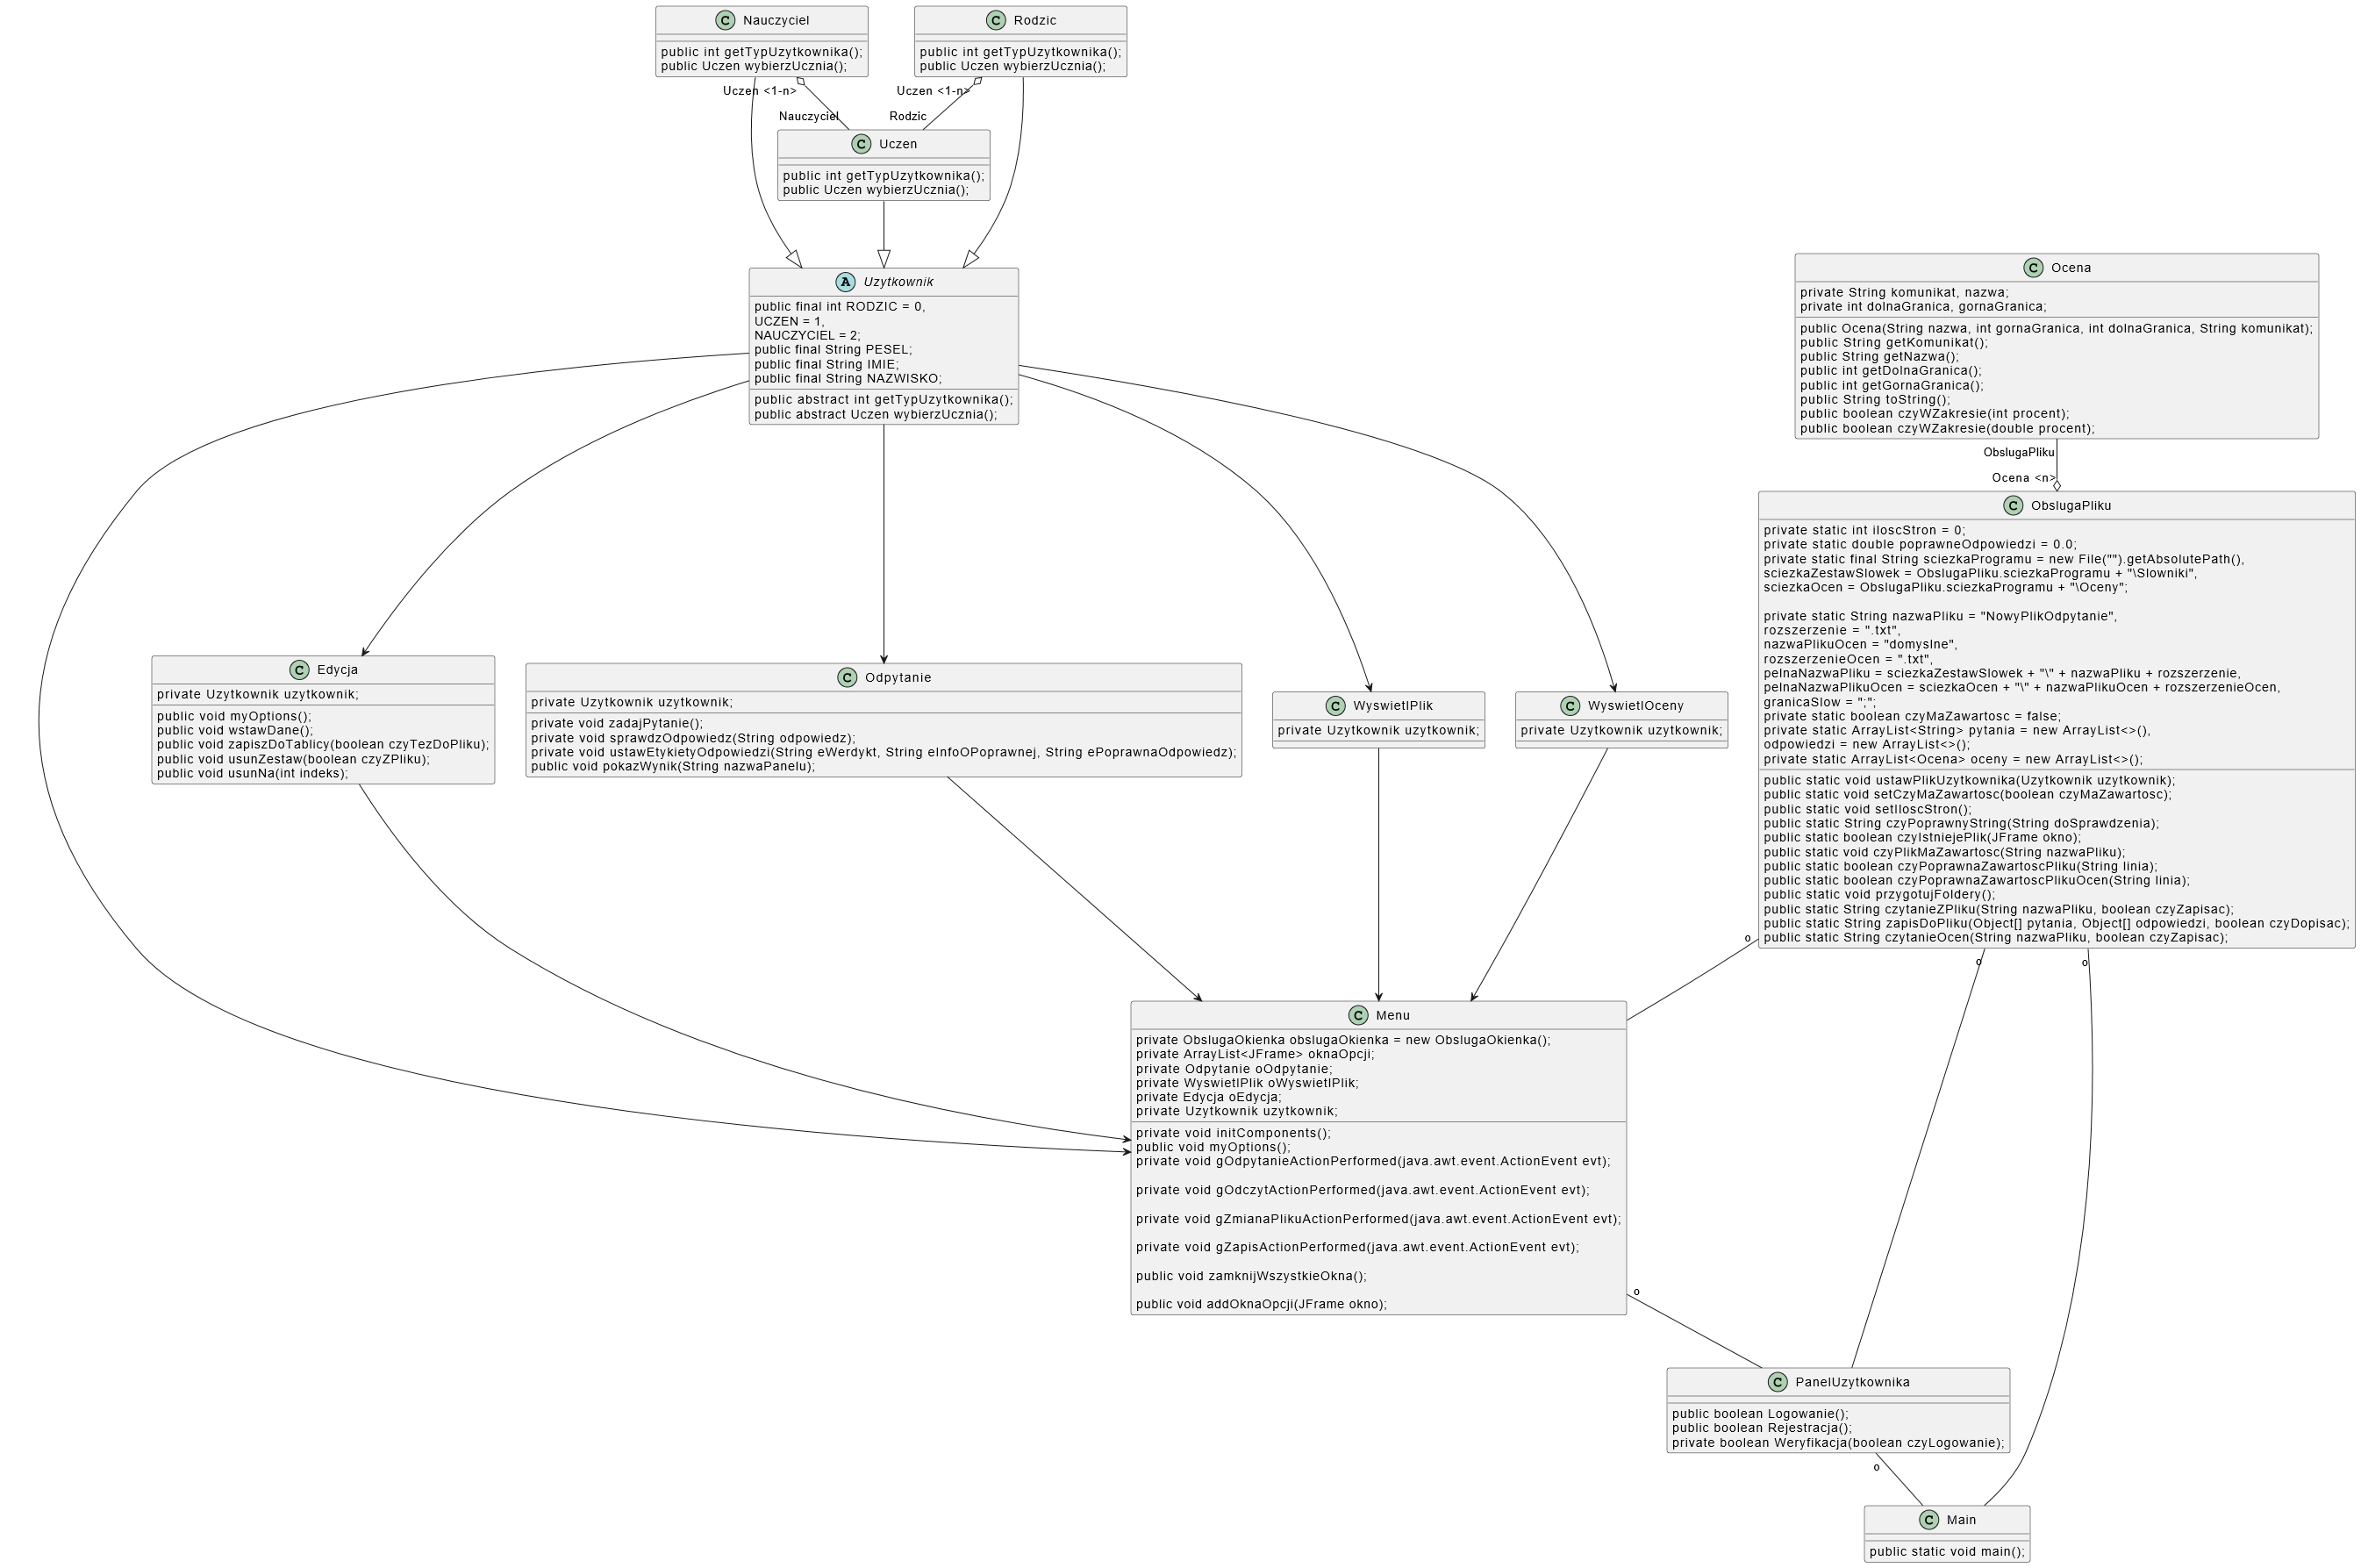 Nauczyciel
public int getTypUzytkownika();
public Uczen wybierzUcznia();
Rodzic
public int getTypUzytkownika();
public Uczen wybierzUcznia();
Uczen <1-n>
Nauczyciel
Uczen <1-n>
Rodzic
Uczen
public int getTypUzytkownika();
public Uczen wybierzUcznia();
A Uzytkownik
public final int RODZIC = 0,
UCZEN = 1,
NAUCZYCIEL = 2;
public final String PESEL;
public final String IMIE;
public final String NAZWISKO;
public abstract int getTypUzytkownika();
public abstract Uczen wybierzUcznia();
C Ocena
private String komunikat, nazwa;
private int dolnaGranica, gornaGranica;
public Ocena(String nazwa, int gornaGranica, int dolnaGranica, String komunikat);
public String getKomunikat();
public String getNazwa();
public int getDolnaGranica();
public int getGornaGranica();
public String toString();
public boolean czyWZakresie(int procent);
public boolean czyWZakresie(double procent);
ObslugaPliku
Ocena <n>
C ObslugaPliku
private static int iloscStron = 0;
private static double poprawneOdpowiedzi = 0.0;
private static final String sciezkaProgramu = new File("").getAbsolutePath(),
sciezkaZestawSlowek = ObslugaPliku.sciezkaProgramu + "\Slowniki",
sciezkaOcen = ObslugaPliku.sciezkaProgramu + "\Oceny";
private static String nazwaPliku = "NowyPlikOdpytanie",
rozszerzenie = ".txt",
nazwaPlikuOcen = "domyslne",
rozszerzenieOcen = ".txt",
pelnaNazwaPliku = sciezkaZestawSlowek + "\" + nazwaPliku + rozszerzenie,
pelnaNazwaPlikuOcen = sciezkaOcen + "\" + nazwaPlikuOcen + rozszerzenieOcen,
granicaSlow = ";";
private static boolean czyMaZawartosc = false;
private static ArrayList<String> pytania = new ArrayList<>(),
odpowiedzi = new ArrayList<>();
private static ArrayList<Ocena> oceny = new ArrayList<>();
public static void ustawPlikUzytkownika(Uzytkownik uzytkownik);
public static void setCzyMaZawartosc(boolean czyMaZawartosc);
public static void setIloscStron();
public static String czyPoprawnyString(String doSprawdzenia);
public static boolean czyIstniejePlik(JFrame okno);
public static void czyPlikMaZawartosc(String nazwaPliku);
public static boolean czyPoprawnaZawartoscPliku(String linia);
public static boolean czyPoprawnaZawartoscPlikuOcen(String linia);
public static void przygotujFoldery();
public static String czytanieZPliku(String nazwaPliku, boolean czyZapisac);
public static String zapisDoPliku(Object[] pytania, Object[] odpowiedzi, boolean czyDopisac);
public static String czytanieOcen(String nazwaPliku, boolean czyZapisac);
C Edycja
private Uzytkownik uzytkownik;
public void myOptions();
public void wstawDane();
public void zapiszDoTablicy(boolean czyTezDoPliku);
public void usunZestaw(boolean czyZPliku);
public void usunNa(int indeks);
C Odpytanie
private Uzytkownik uzytkownik;
private void zadajPytanie();
private void sprawdzOdpowiedz(String odpowiedz);
private void ustawEtykietyOdpowiedzi(String eWerdykt, String eInfoOPoprawnej, String ePoprawnaOdpowiedz);
public void pokazWynik(String nazwaPanelu);
C WyswietlPlik
private Uzytkownik uzytkownik;
C WyswietlOceny
private Uzytkownik uzytkownik;
o
o
o
C Menu
private ObslugaOkienka obslugaOkienka = new ObslugaOkienka();
private ArrayList<JFrame> oknaOpcji;
private Odpytanie oOdpytanie;
private WyswietlPlik oWyswietlPlik;
private Edycja oEdycja;
private Uzytkownik uzytkownik;
private void initComponents();
public void myOptions();
private void gOdpytanieActionPerformed(java.awt.event.ActionEvent evt);
private void gOdczytActionPerformed(java.awt.event.ActionEvent evt);
private void gZmianaPlikuActionPerformed(java.awt.event.ActionEvent evt);
private void gZapisActionPerformed(java.awt.event.ActionEvent evt);
public void zamknijWszystkieOkna();
public void addOknaOpcji(JFrame okno);
o
C PanelUzytkownika
public boolean Logowanie();
public boolean Rejestracja();
private boolean Weryfikacja(boolean czyLogowanie);
o
C Main
public static void main();